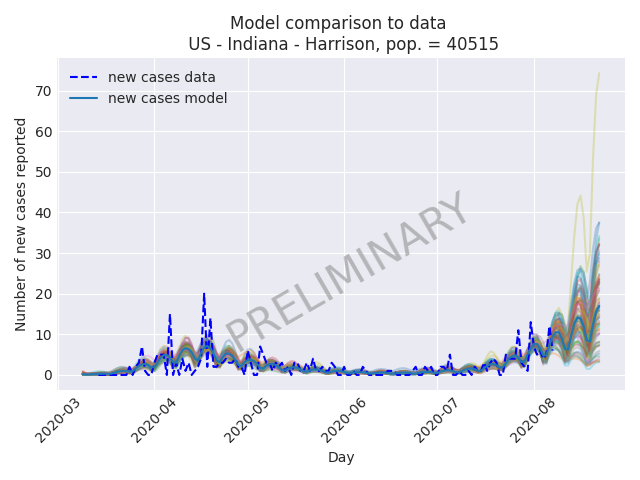 Model comparison to data
US - Indiana - Harrison, pop. = 40515
new cases data
new cases model
Number of new cases reported
70
60
50
40
30
20
10
0
PRELIMINARY
2020-03
2020-04
2020-05
2020-06
2020-07
2020-08
Day